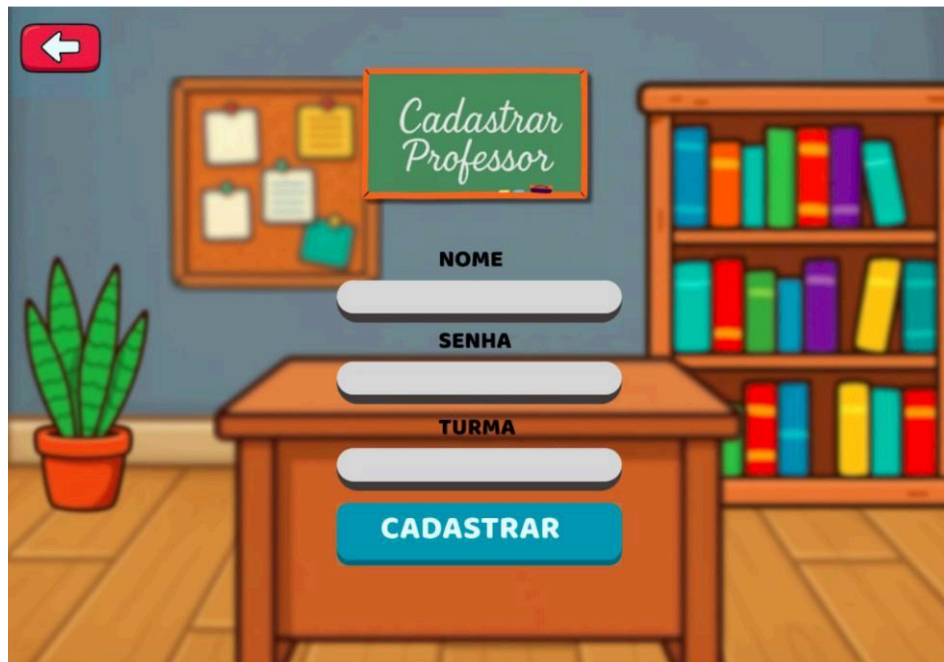 Cadastrar
Professor
NOME
SENHA
TURMA
CADASTRAR